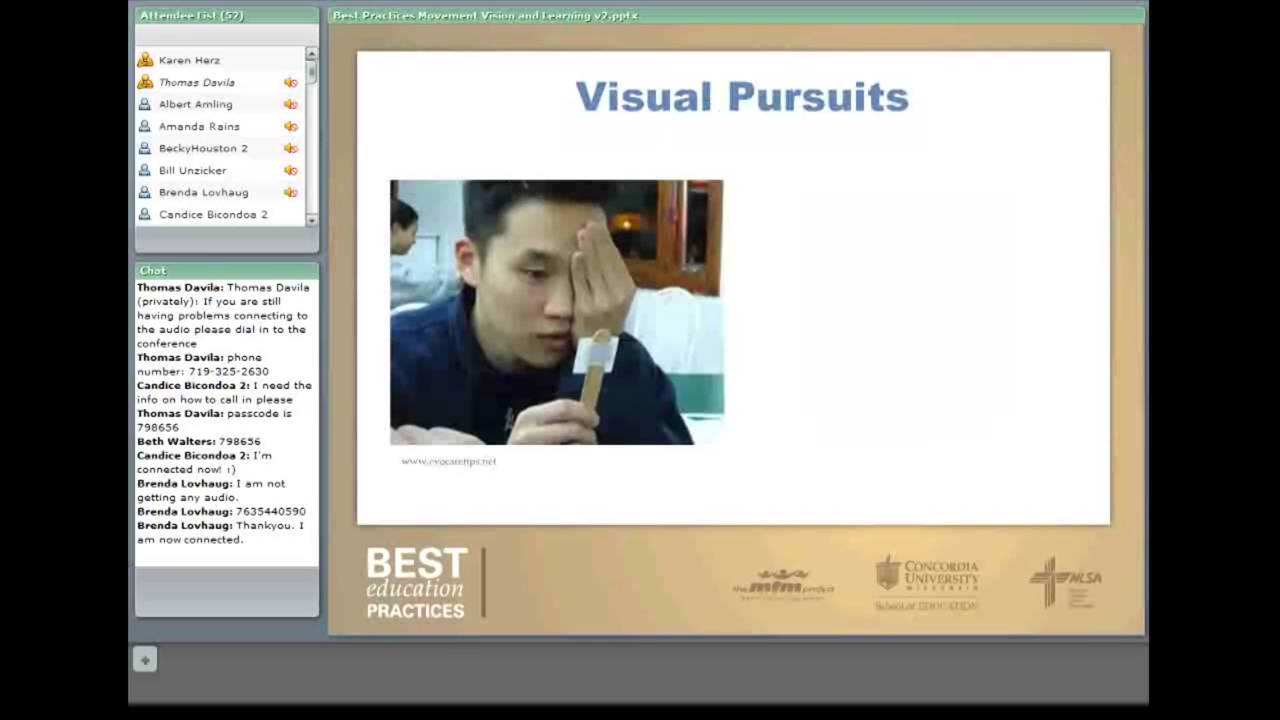 Attendee List (52)
Karen Herz
Thomas Davila
Albert Amling
Amanda Rains
BeckyHouston 2
Bill Unzicker
Brenda Lovhaug
Candice Bicondoa 2
Chat
Thomas Davila: Thomas Davila
(privately): If you are still
having problems connecting to
the audio please dial in to the
conference
Thomas Davila: phone
number: 719-325-2630
Candice Bicondoa 2: I need the
info on how to call in please
Thomas Davila: passcode is
798656
Beth Walters: 798656
Candice Bicondoa 2: I'm
connected now! :)
Brenda Lovhaug: I am not
getting any audio.
Brenda Lovhaug: 7635440590
Brenda Lovhaug: Thankyou. I
am now connected.
Best Practices Movement Vision and Learning v2.pptx
Visual Pursuits
BEST
education
PRACTICES
the mfm project
CONCORDIA
UNIVERSITY
WISCONSIN
School of EDUCATION
NLSA